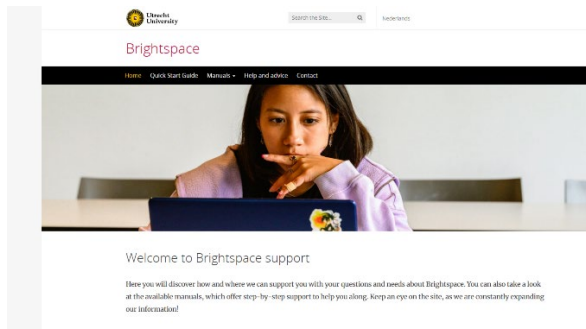 Utrecht
University
Search the Site...
Nederlands
Brightspace
Home Quick Start Guide Manuals Help and advice Contact
Welcome to Brightspace support
Here you will discover how and where we can support you with your questions and needs about Brightspace. You can also take a look
at the available manuals, which offer step-by-step support to help you along. Keep an eye on the site, as we are constantly expanding
our information!